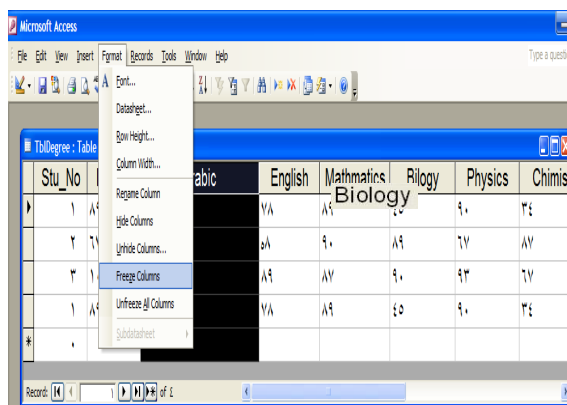 Microsoft Access
File Edit View Insert Format Records Tools Window Help
Type a questi
Font...
Datasheet...
Row Height...
Column Width...
Rename Column
Hide Columns
Unhide Columns...
Freeze Columns
Unfreeze All Columns
Subdatasheet
TblDegree : Table
Stu_No rabic English Mathmatics Bilogy Physics Chimis
Biology
١ ٧٨ ٨٩ ٤٥ ٩٠ ٣٤
٢ ٦٧ ٥٨ ٩٠ ٨٩ ٦٧ ٨٧
٣ ٨٩ ٨٧ ٩٠ ٩٣ ٦٧
١ ٧٨ ٨٩ ٤٥ ٩٠ ٣٤
* ٠
Record: ١ of ٤